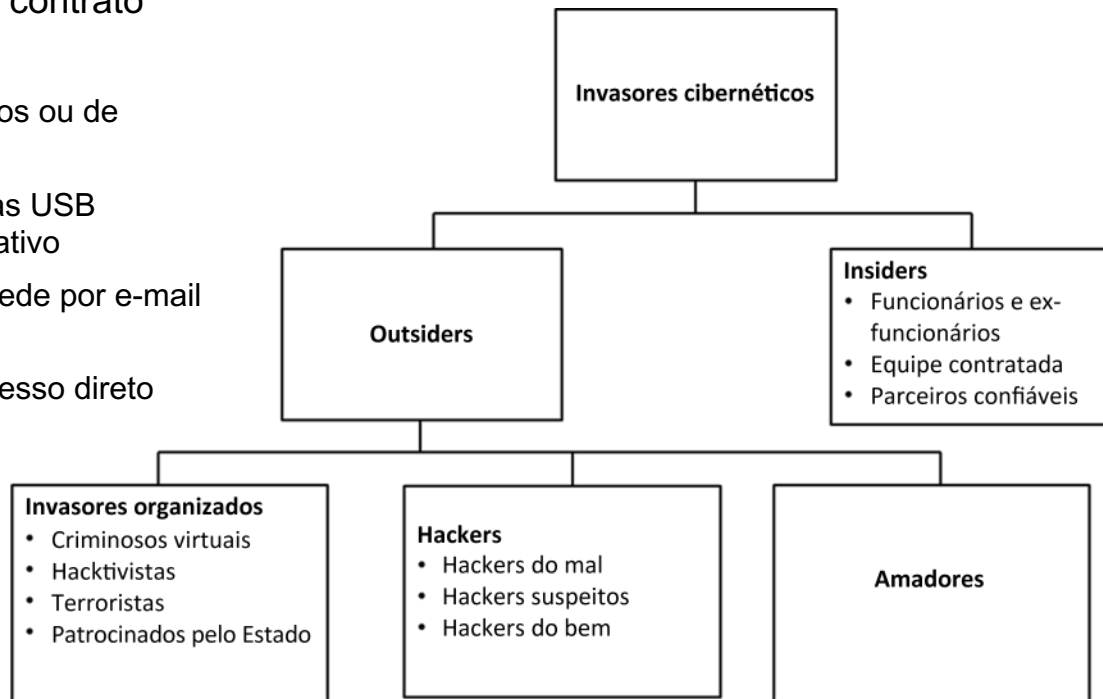 contrato
os ou de
as USB
ativo
ede por e-mail
esso direto
Invasores cibernéticos
Outsiders
Insiders
• Funcionários e ex-
funcionários
• Equipe contratada
• Parceiros confiáveis
Invasores organizados
• Criminosos virtuais
• Hacktivistas
• Terroristas
• Patrocinados pelo Estado
Hackers
• Hackers do mal
• Hackers suspeitos
• Hackers do bem
Amadores